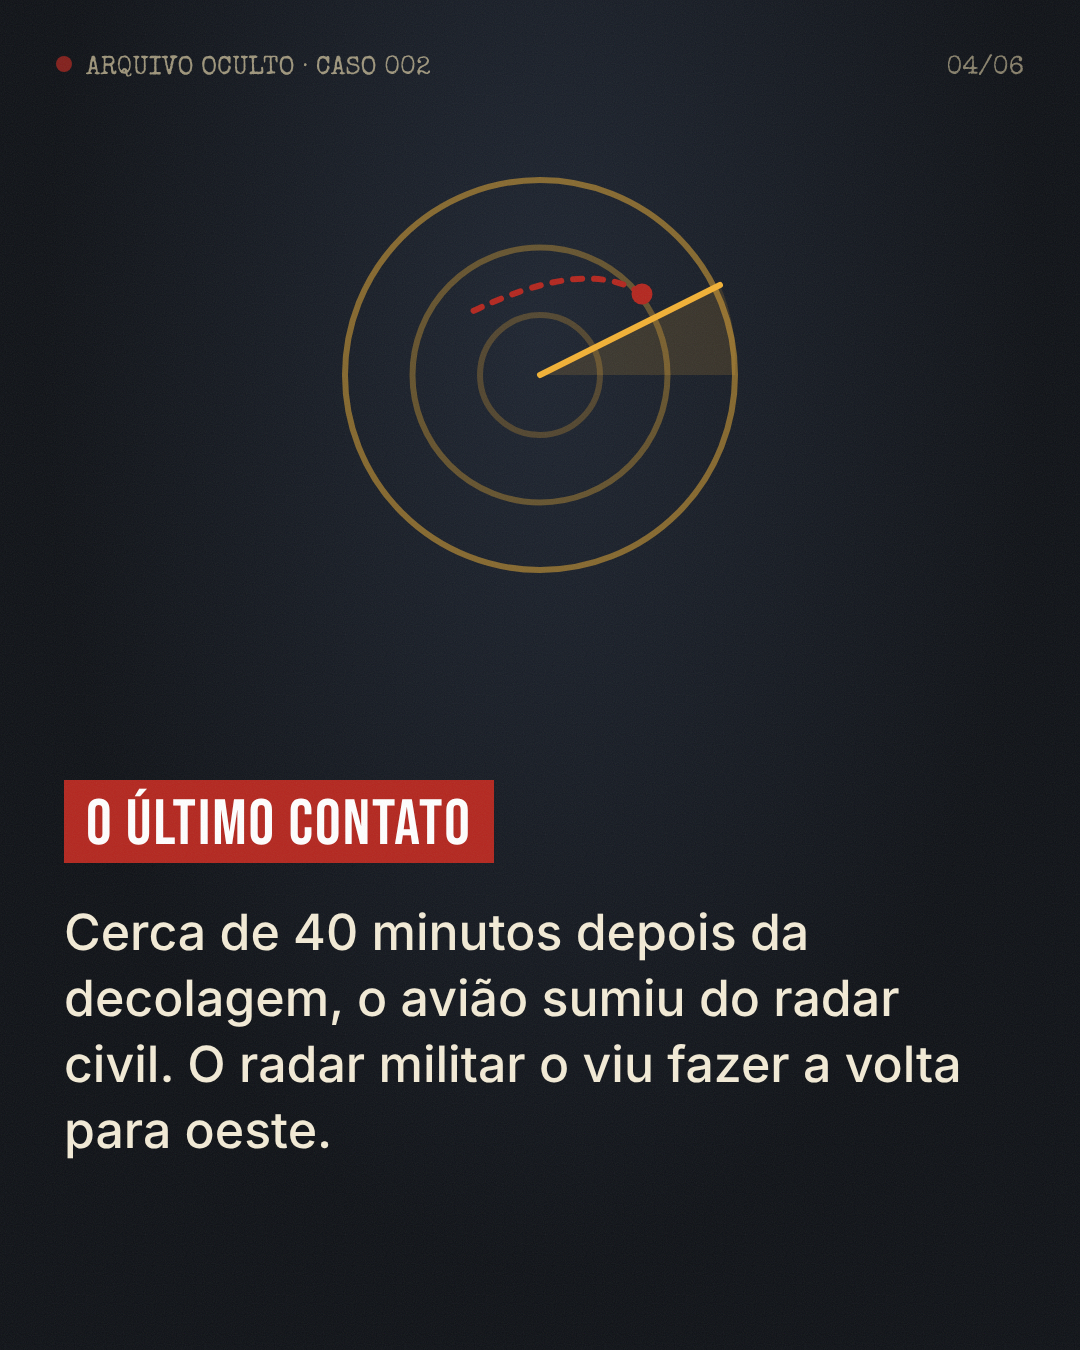 ARQUIVO OCULTO · CASO 002
04/06
O ÚLTIMO CONTATO
Cerca de 40 minutos depois da
decolagem, o avião sumiu do radar
civil. O radar militar o viu fazer a volta
para oeste.